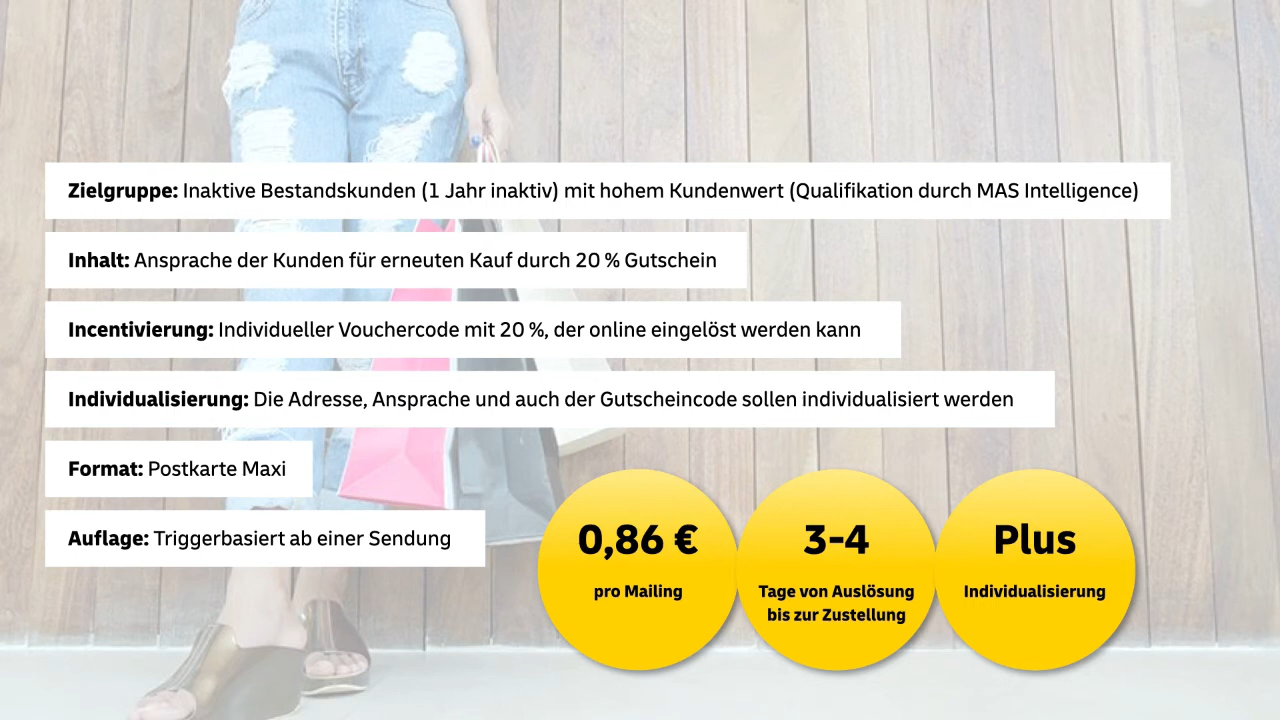 Zielgruppe: Inaktive Bestandskunden (1 Jahr inaktiv) mit hohem Kundenwert (Qualifikation durch MAS Intelligence)
Inhalt: Ansprache der Kunden für erneuten Kauf durch 20 % Gutschein
Incentivierung: Individueller Vouchercode mit 20 %, der online eingelöst werden kann
Individualisierung: Die Adresse, Ansprache und auch der Gutscheincode sollen individualisiert werden
Format: Postkarte Maxi
Auflage: Triggerbasiert ab einer Sendung
0,86 €
pro Mailing
3-4
Tage von Auslösung
bis zur Zustellung
Plus
Individualisierung